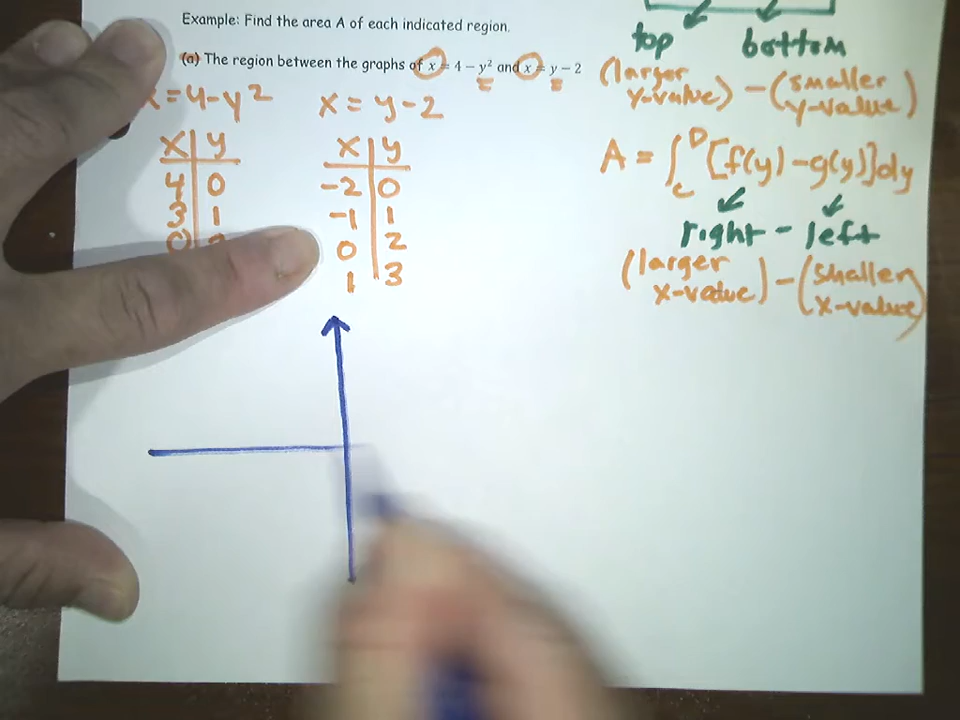 Example: Find the area A of each indicated region.
(a) The region between the graphs of x = 4 − y² and x = y − 2
= 4 - y²
x = y - 2
x y
4 0
3 1
0
x y
-2 0
-1 1
0 2
1 3
top bottom
(larger y-value) - (smaller y-value)
A = ∫ [f(y) - g(y)] dy
right - left
(larger x-value) - (smaller x-value)